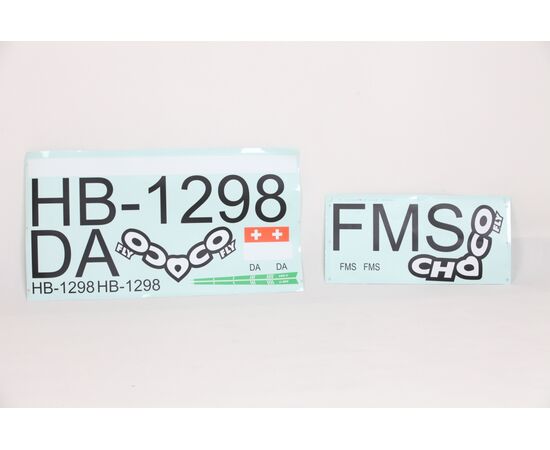 HB-1298
DA
FLY CHOCO FLY
DA DA
HB-1298 HB-1298
FMS
CHOCO FLY
FMS FMS